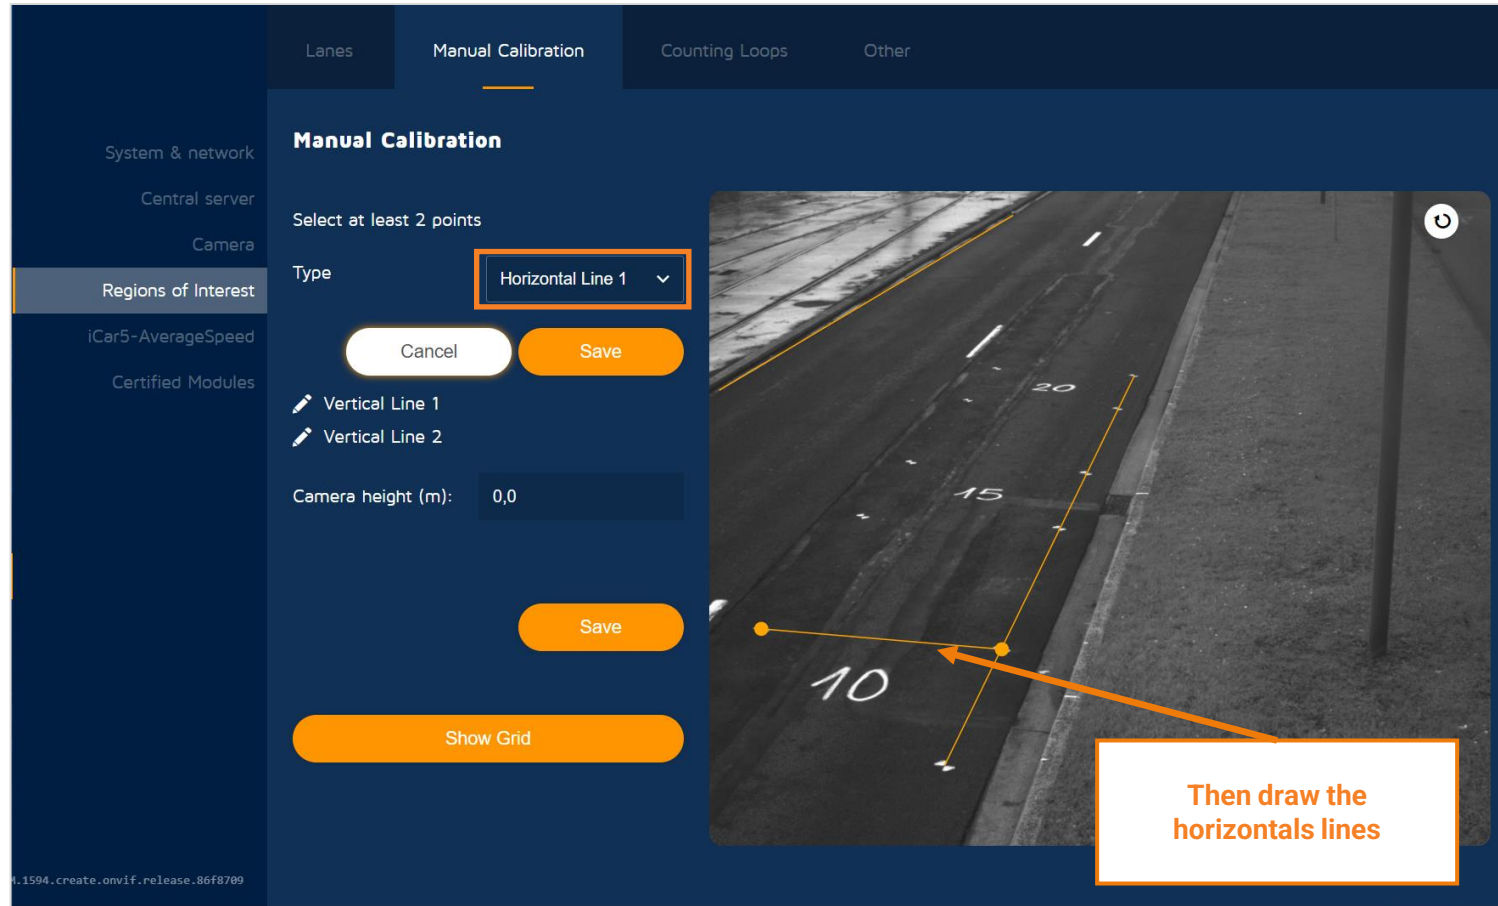 Lanes
Manual Calibration
Counting Loops
Other
System & network
Central server
Camera
Regions of Interest
iCar5-AverageSpeed
Certified Modules
Manual Calibration
Select at least 2 points
Type
Horizontal Line 1
Cancel
Save
Vertical Line 1
Vertical Line 2
Camera height (m):
0,0
Save
Show Grid
20
15
10
Then draw the
horizontals lines
.1594.create.onvif.release.86f8709